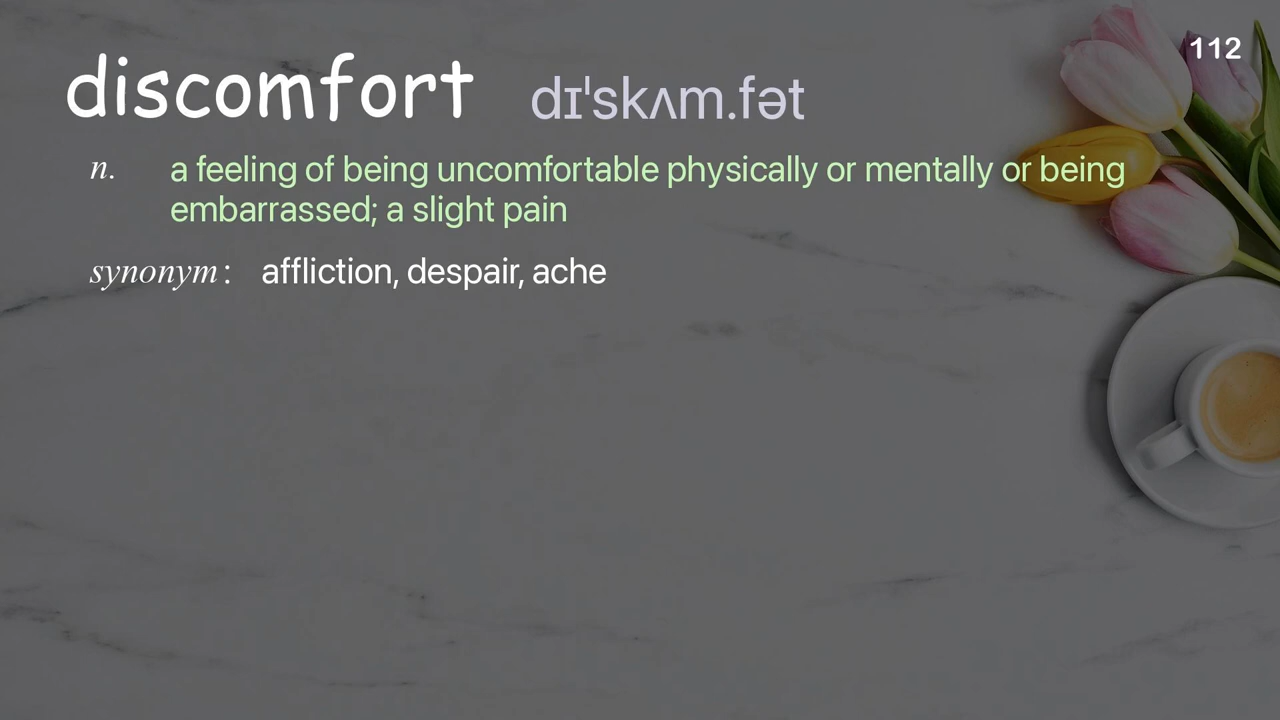 112
discomfort dɪˈskʌm.fət
n. a feeling of being uncomfortable physically or mentally or being
embarrassed; a slight pain
synonym: affliction, despair, ache